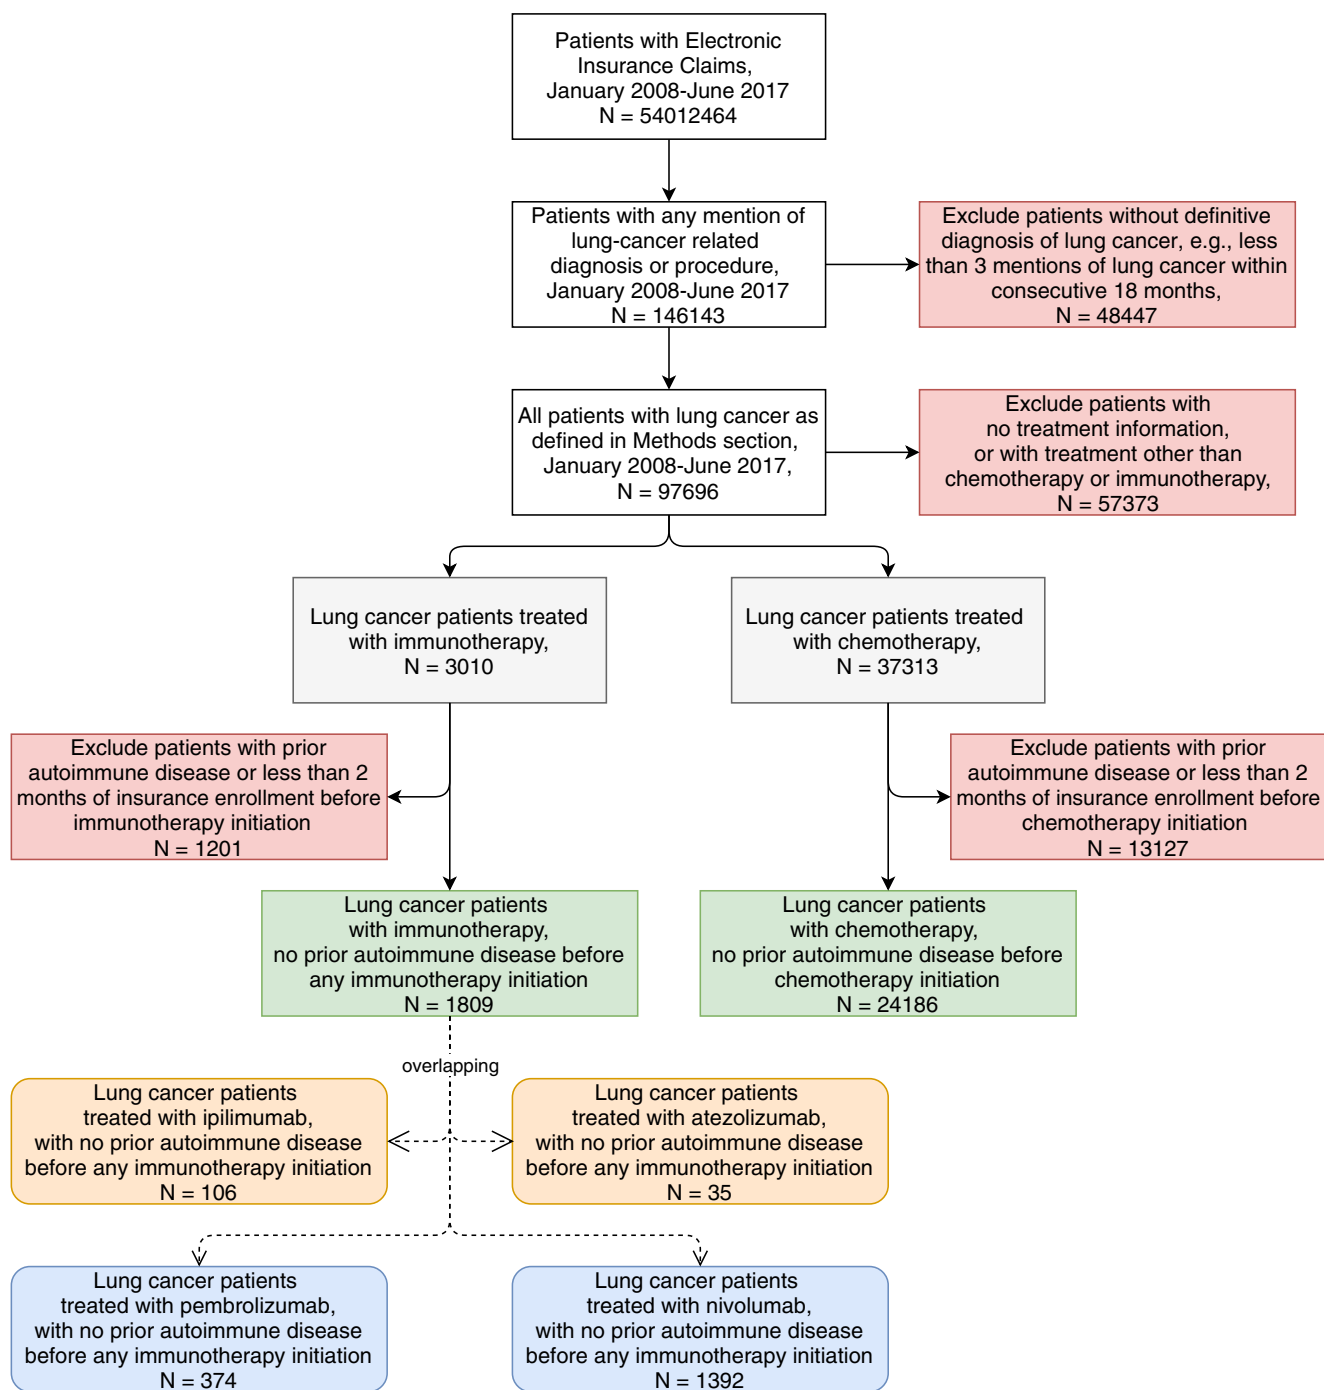 Patients with Electronic
Insurance Claims,
January 2008-June 2017
N = 54012464
Patients with any mention of
lung-cancer related
diagnosis or procedure,
January 2008-June 2017
N = 146143
Exclude patients without definitive
diagnosis of lung cancer, e.g., less
than 3 mentions of lung cancer within
consecutive 18 months,
N = 48447
All patients with lung cancer as
defined in Methods section,
January 2008-June 2017,
N = 97696
Exclude patients with
no treatment information,
or with treatment other than
chemotherapy or immunotherapy,
N = 57373
Lung cancer patients treated
with immunotherapy,
N = 3010
Lung cancer patients treated
with chemotherapy,
N = 37313
Exclude patients with prior
autoimmune disease or less than 2
months of insurance enrollment before
immunotherapy initiation
N = 1201
Exclude patients with prior
autoimmune disease or less than 2
months of insurance enrollment before
chemotherapy initiation
N = 13127
Lung cancer patients
with immunotherapy,
no prior autoimmune disease before
any immunotherapy initiation
N = 1809
Lung cancer patients
with chemotherapy,
no prior autoimmune disease before
chemotherapy initiation
N = 24186
overlapping
Lung cancer patients
treated with ipilimumab,
with no prior autoimmune disease
before any immunotherapy initiation
N = 106
Lung cancer patients
treated with atezolizumab,
with no prior autoimmune disease
before any immunotherapy initiation
N = 35
Lung cancer patients
treated with pembrolizumab,
with no prior autoimmune disease
before any immunotherapy initiation
N = 374
Lung cancer patients
treated with nivolumab,
with no prior autoimmune disease
before any immunotherapy initiation
N = 1392